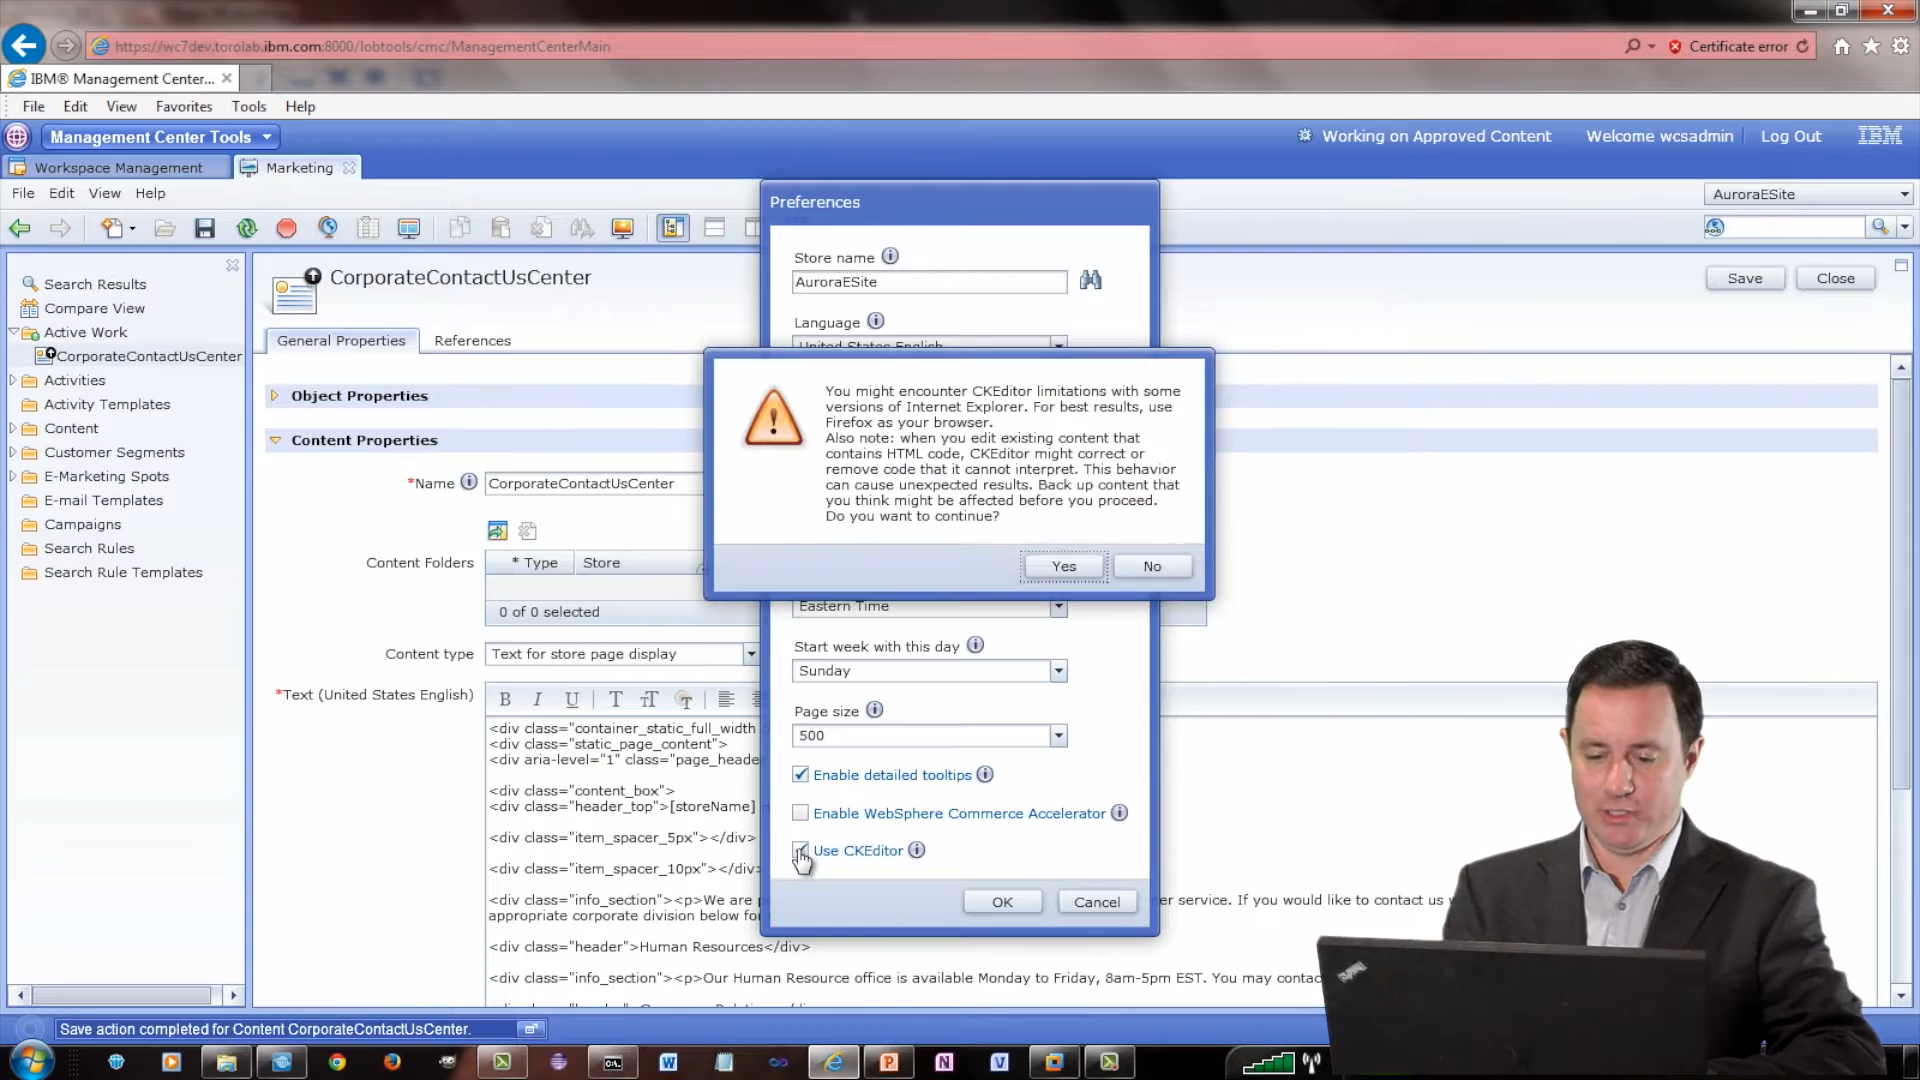 https://wc7dev.torolab.ibm.com:8000/lobtools/cmc/ManagementCenterMain
Certificate error
IBM® Management Center...
File Edit View Favorites Tools Help
Management Center Tools
Working on Approved Content
Welcome wcsadmin
Log Out
IBM
Workspace Management
Marketing
File Edit View Help
AuroraESite
Search Results
Compare View
Active Work
CorporateContactUsCenter
Activities
Activity Templates
Content
Customer Segments
E-Marketing Spots
E-mail Templates
Campaigns
Search Rules
Search Rule Templates
CorporateContactUsCenter
Save
Close
General Properties
References
Object Properties
Content Properties
*Name
CorporateContactUsCenter
Content Folders
* Type
Store
0 of 0 selected
Content type
Text for store page display
*Text (United States English)
B I U T TT T
<div class="container_static_full_width
<div class="static_page_content">
<div aria-level="1" class="page_heade
<div class="content_box">
<div class="header_top">[storeName]
<div class="item_spacer_5px"></div>
<div class="item_spacer_10px"></div>
<div class="info_section"><p>We are
er service. If you would like to contact us
appropriate corporate division below for
<div class="header">Human Resources</div>
<div class="info_section"><p>Our Human Resource office is available Monday to Friday, 8am-5pm EST. You may contac
Preferences
Store name
AuroraESite
Language
United States English
You might encounter CKEditor limitations with some
versions of Internet Explorer. For best results, use
Firefox as your browser.
Also note: when you edit existing content that
contains HTML code, CKEditor might correct or
remove code that it cannot interpret. This behavior
can cause unexpected results. Back up content that
you think might be affected before you proceed.
Do you want to continue?
Yes
No
Eastern Time
Start week with this day
Sunday
Page size
500
Enable detailed tooltips
Enable WebSphere Commerce Accelerator
Use CKEditor
OK
Cancel
Save action completed for Content CorporateContactUsCenter.